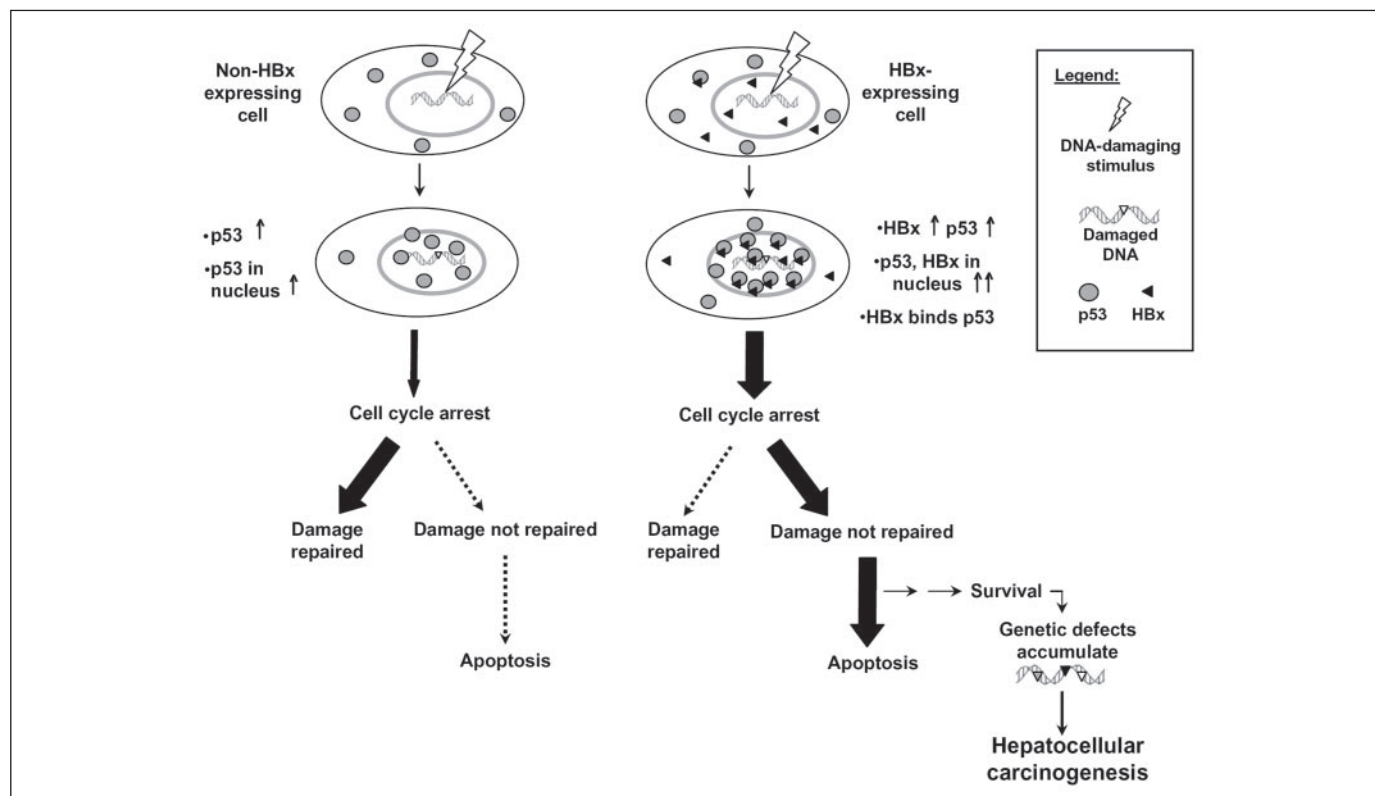 Non-HBx
expressing
cell
•p53 ↑
•p53 in
nucleus ↑
Cell cycle arrest
Damage
repaired
Damage not repaired
Apoptosis
HBx-
expressing
cell
•HBx ↑ p53 ↑
•p53, HBx in
nucleus ↑↑
•HBx binds p53
Cell cycle arrest
Damage
repaired
Damage not repaired
Apoptosis
Survival
Genetic defects
accumulate
Hepatocellular
carcinogenesis
Legend:
DNA-damaging
stimulus
Damaged
DNA
p53 HBx